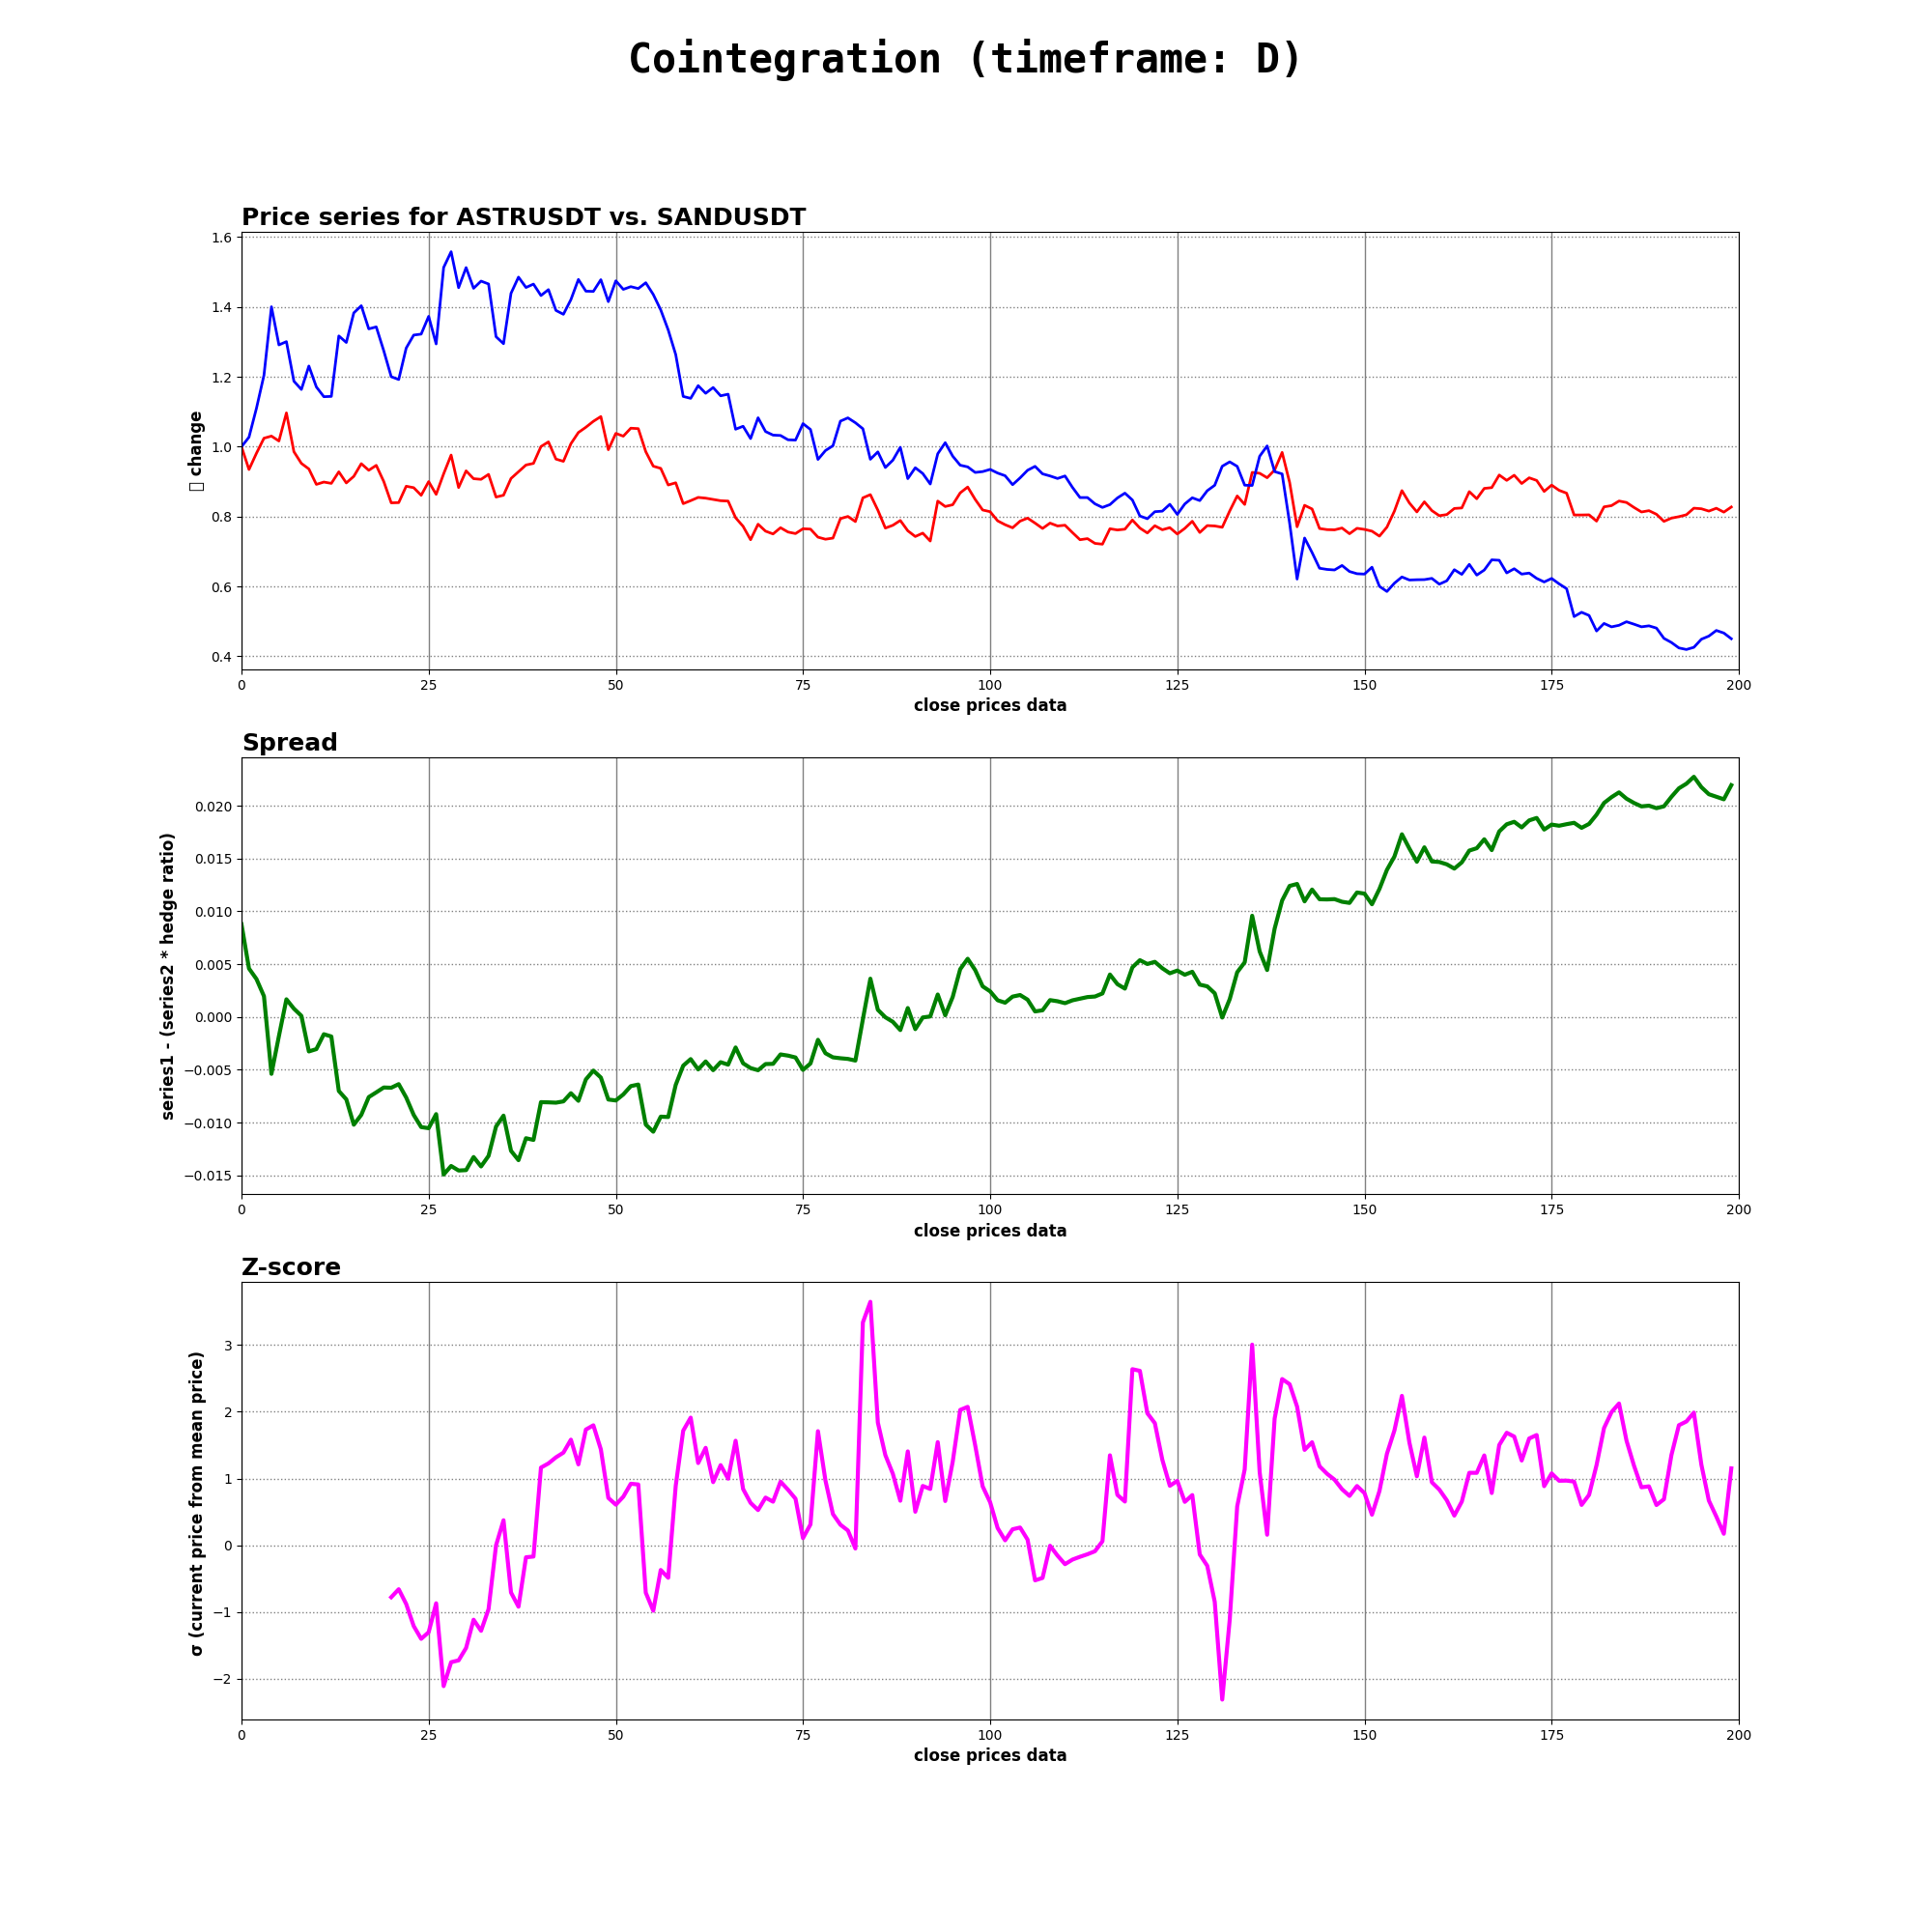 Cointegration (timeframe: D)
Price series for ASTRUSDT vs. SANDUSDT
1.6
1.4
1.2
1.0
0.8
0.6
0.4
change
0 25 50 75 100 125 150 175 200
close prices data
Spread
0.020
0.015
0.010
0.005
0.000
−0.005
−0.010
−0.015
series1 - (series2 * hedge ratio)
0 25 50 75 100 125 150 175 200
close prices data
Z-score
3
2
1
0
−1
−2
σ (current price from mean price)
0 25 50 75 100 125 150 175 200
close prices data